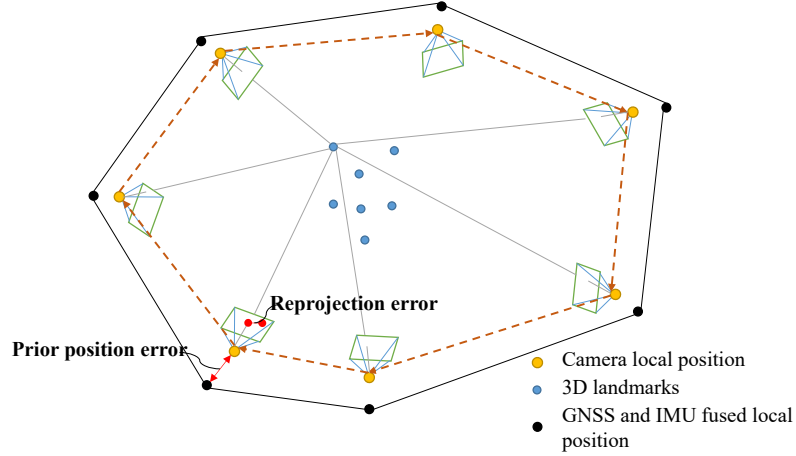 Reprojection error
Prior position error
Camera local position
3D landmarks
GNSS and IMU fused local
position